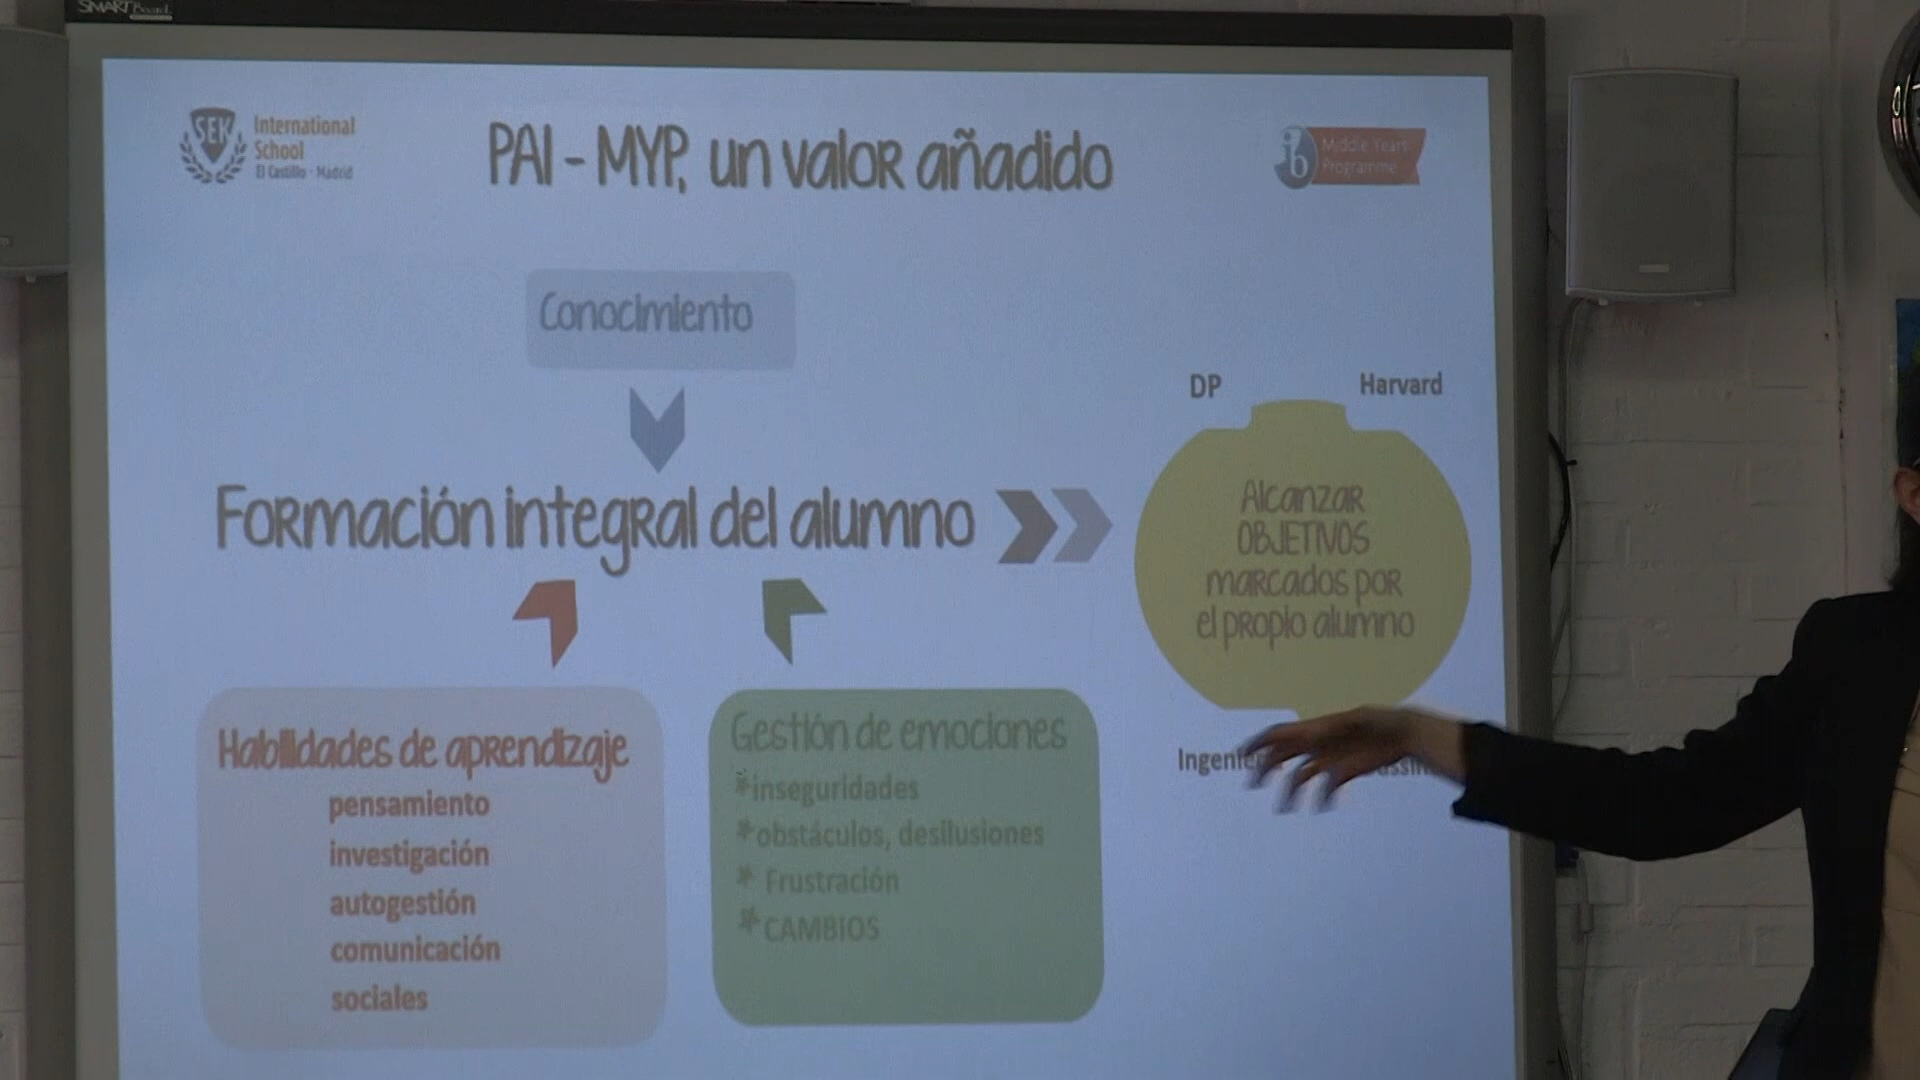 SMART Board
SEK
International
School
El Castillo - Madrid
PAI - MYP, un valor añadido
ib
Middle Years
Programme
Conocimiento
Formación integral del alumno
DP
Harvard
Alcanzar
OBJETIVOS
marcados por
el propio alumno
Habilidades de aprendizaje
pensamiento
investigación
autogestión
comunicación
sociales
Gestión de emociones
*inseguridades
*obstáculos, desilusiones
* Frustración
* CAMBIOS